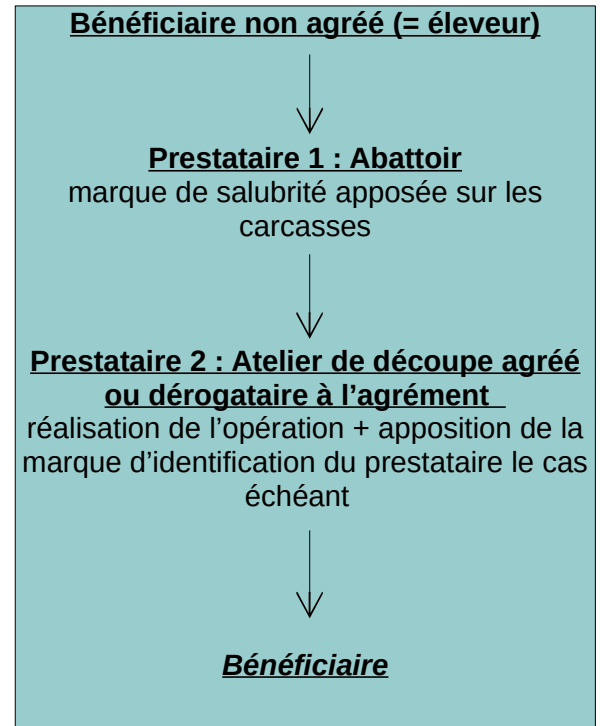 Bénéficiaire non agréé (= éleveur)
Prestataire 1 : Abattoir
marque de salubrité apposée sur les
carcasses
Prestataire 2 : Atelier de découpe agréé
ou dérogataire à l'agrément
réalisation de l'opération + apposition de la
marque d'identification du prestataire le cas
échéant
Bénéficiaire